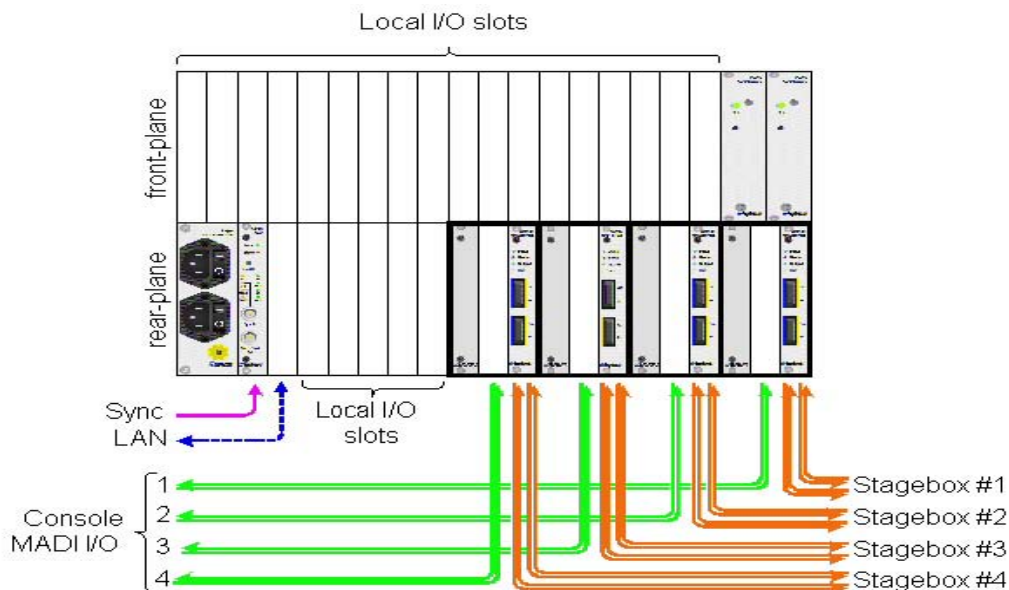 Local I/O slots
front-plane
rear-plane
Sync
LAN
Local I/O
slots
Console
MADI I/O
1
2
3
4
Stagebox #1
Stagebox #2
Stagebox #3
Stagebox #4